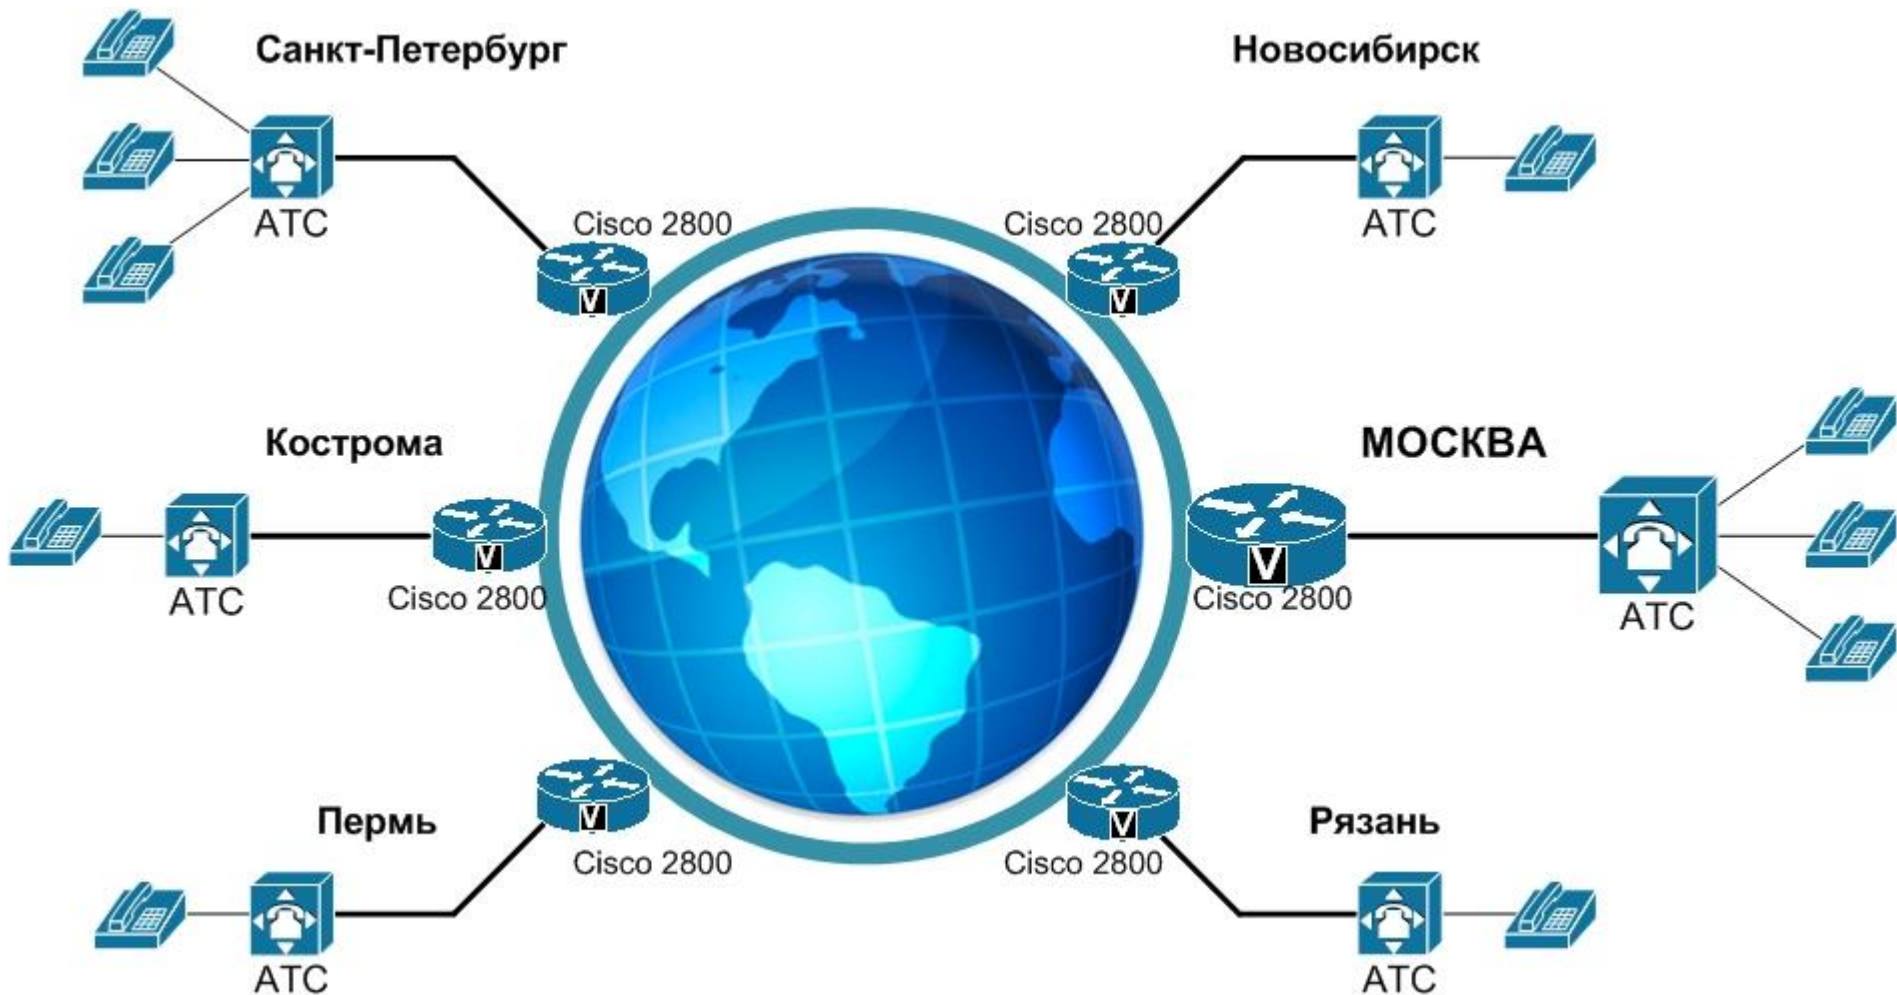 Санкт-Петербург
Новосибирск
АТС
Cisco 2800
V
Cisco 2800
V
АТС
Кострома
МОСКВА
АТС
V
Cisco 2800
V
Cisco 2800
АТС
Пермь
V
Cisco 2800
V
Cisco 2800
Рязань
АТС
АТС